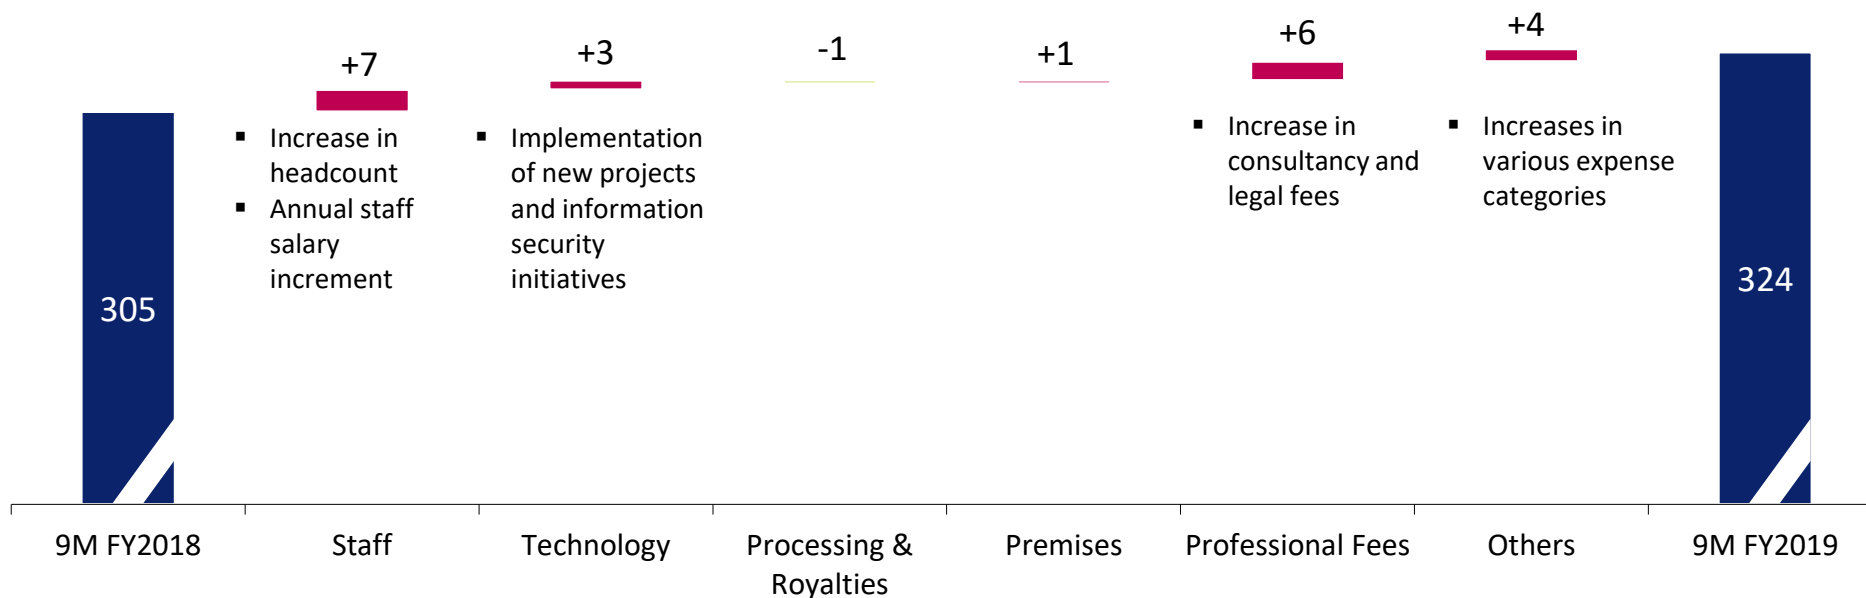 +7
+3
-1
+1
+6
+4
▪ Increase in
headcount
▪ Annual staff
salary
increment
▪ Implementation
of new projects
and information
security
initiatives
▪ Increase in
consultancy and
legal fees
▪ Increases in
various expense
categories
305
324
9M FY2018
Staff
Technology
Processing &
Royalties
Premises
Professional Fees
Others
9M FY2019